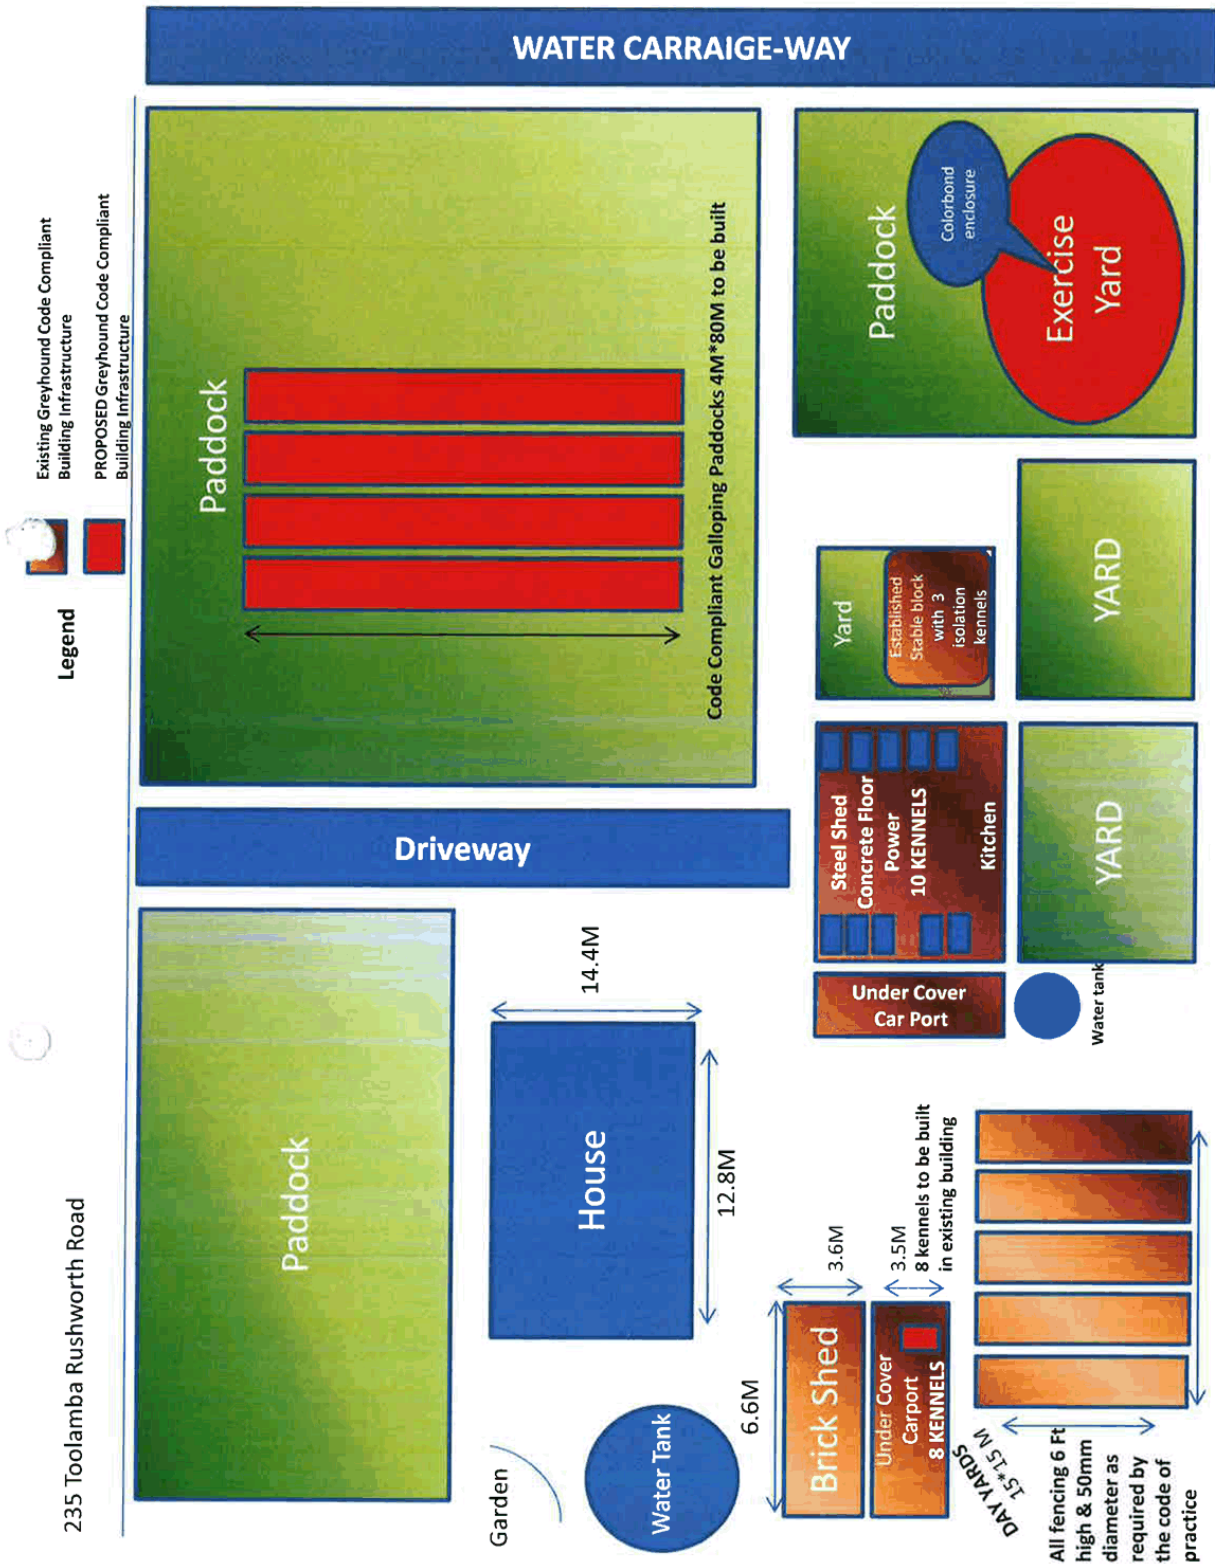 235 Toolamba Rushworth Road
Legend
Existing Greyhound Code Compliant
Building Infrastructure
PROPOSED Greyhound Code Compliant
Building Infrastructure
Paddock
Driveway
Paddock
Code Compliant Galloping Paddocks 4M*80M to be built
WATER CARRAIGE-WAY
Garden
Water Tank
House
14.4M
12.8M
6.6M
Brick Shed
3.6M
Under Cover
Carport
8 KENNELS
3.5M
8 kennels to be built
in existing building
DAY YARDS
15*15 M
All fencing 6 Ft
high & 50mm
diameter as
required by
the code of
practice
Under Cover
Car Port
Water tank
Steel Shed
Concrete Floor
Power
10 KENNELS
Kitchen
YARD
Yard
Established
Stable block
with 3
isolation
kennels
YARD
Paddock
Colorbond
enclosure
Exercise
Yard